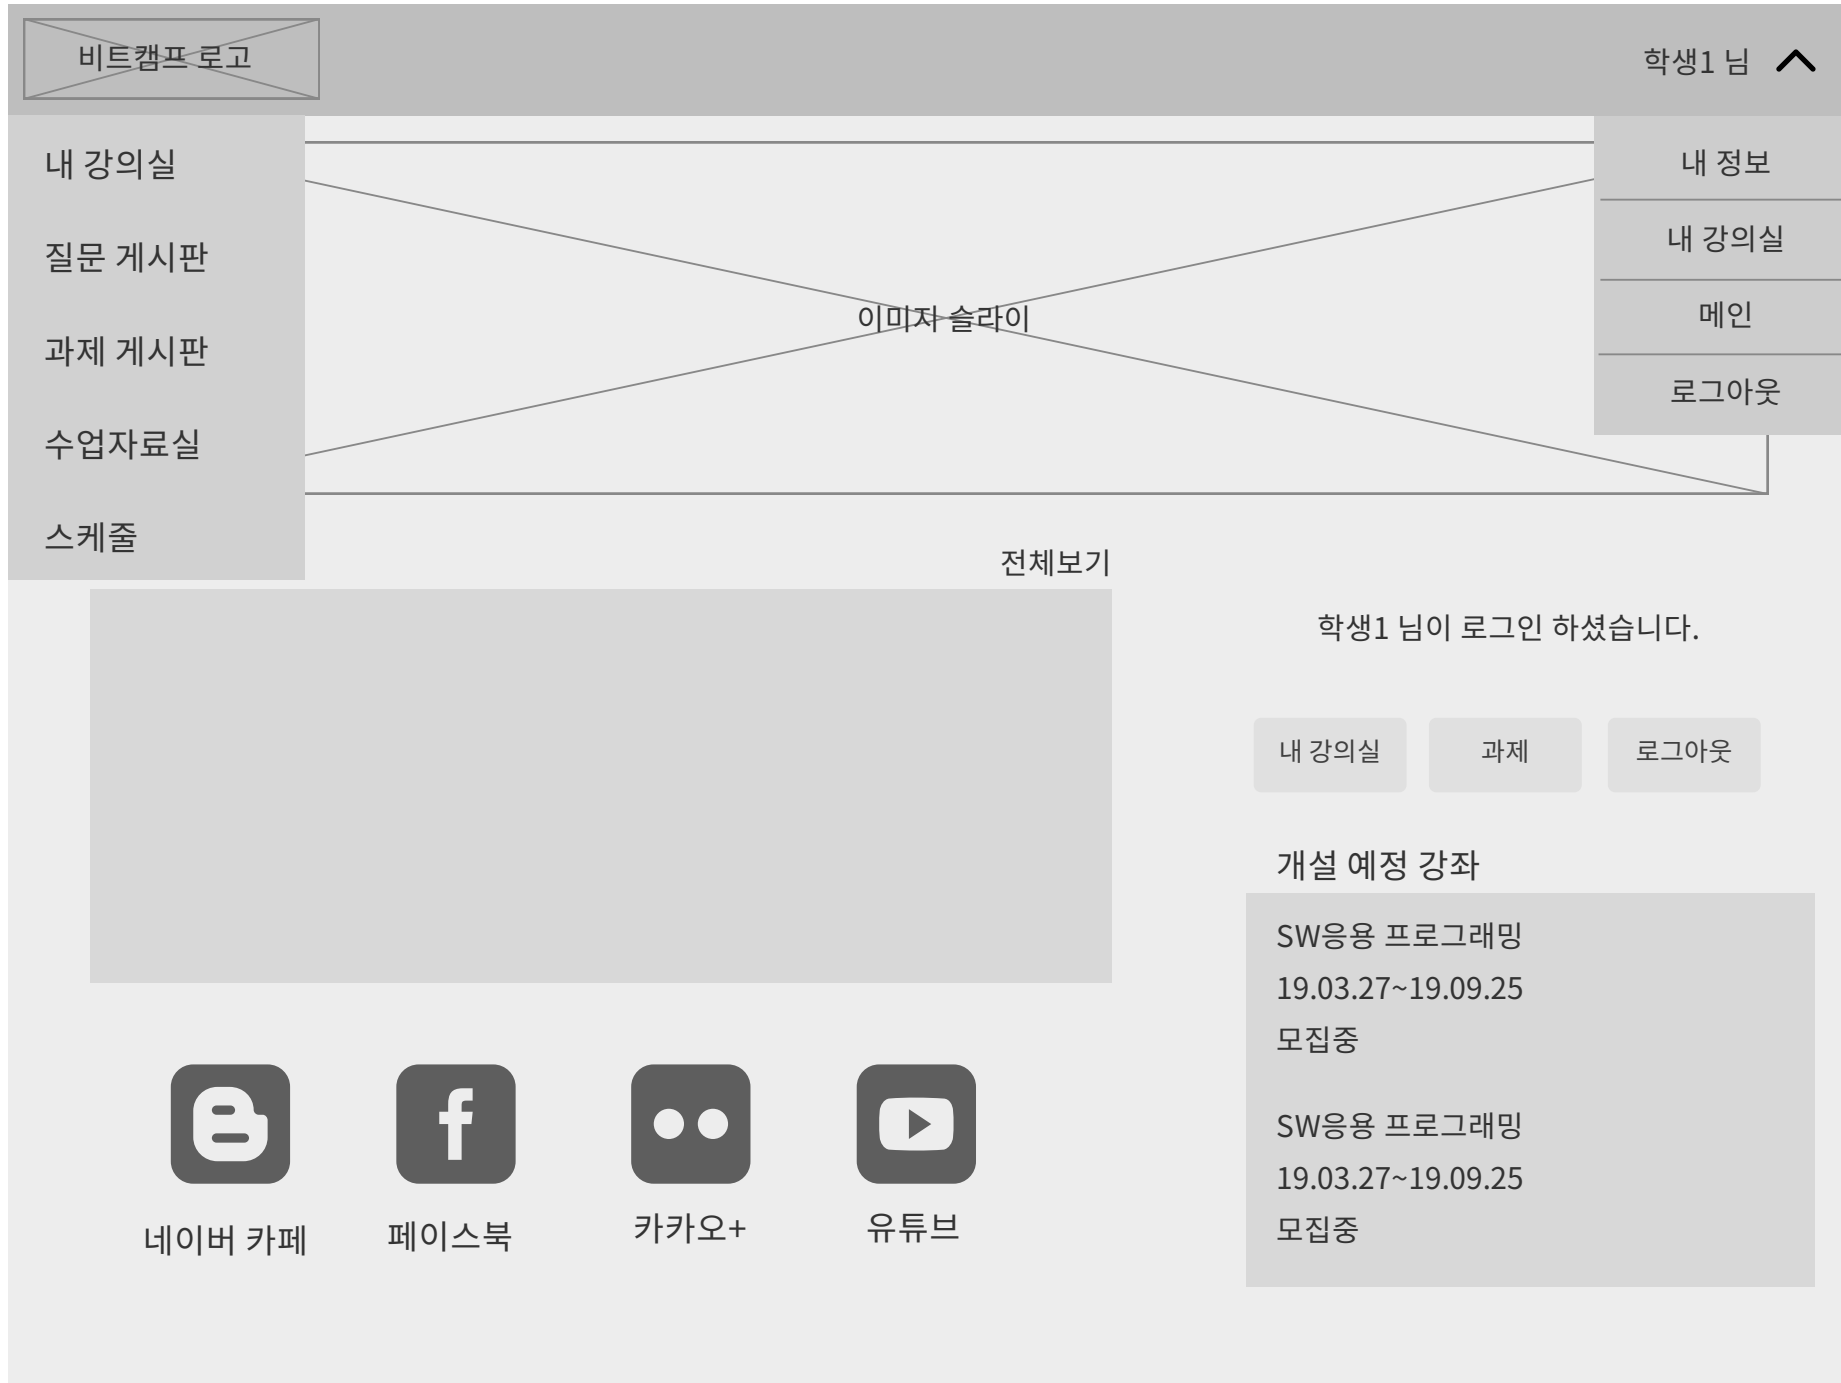 비트캠프 로고
학생1 님
내 강의실
질문 게시판
과제 게시판
수업자료실
스케줄
이미지 슬라이
내 정보
내 강의실
메인
로그아웃
전체보기
학생1 님이 로그인 하셨습니다.
내 강의실
과제
로그아웃
개설 예정 강좌
SW응용 프로그래밍
19.03.27~19.09.25
모집중
SW응용 프로그래밍
19.03.27~19.09.25
모집중
네이버 카페
페이스북
카카오+
유튜브